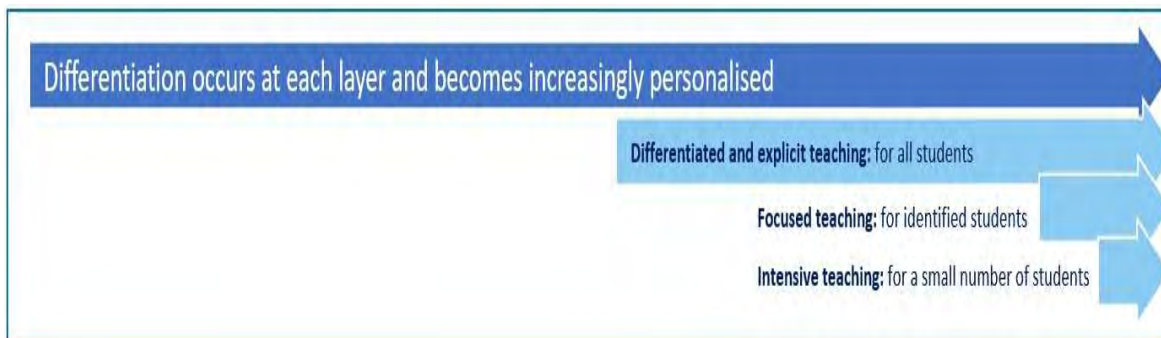 Differentiation occurs at each layer and becomes increasingly personalised
Differentiated and explicit teaching: for all students
Focused teaching: for identified students
Intensive teaching: for a small number of students